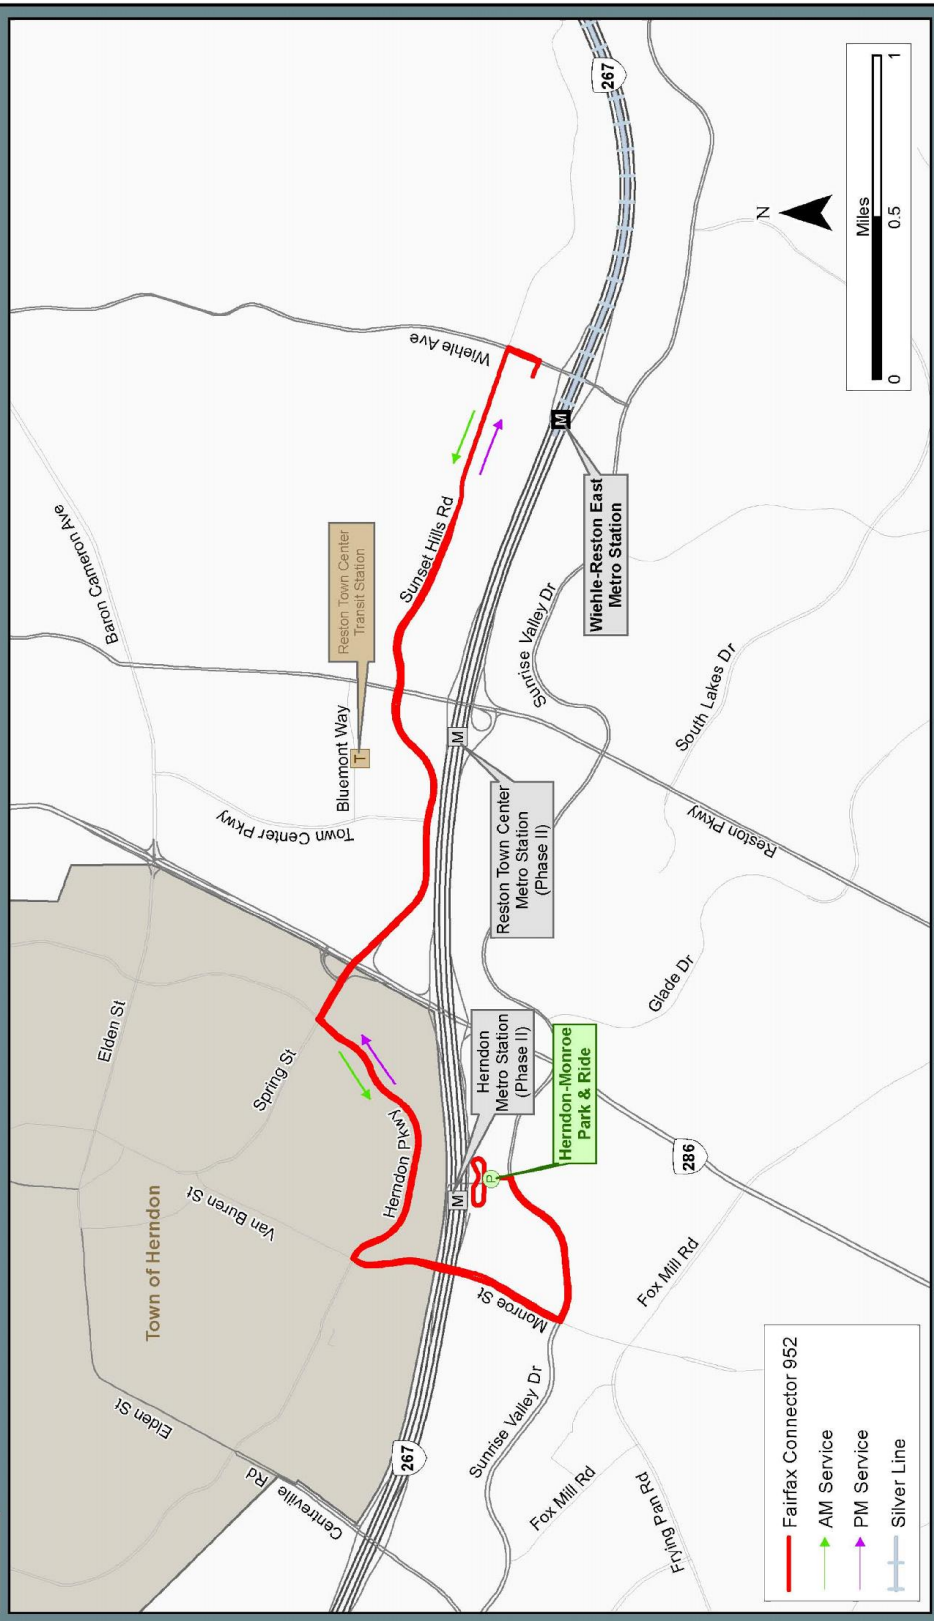 Baron Cameron Ave
Wiehle Ave
Reston Town Center
Transit Station
Bluemont Way
T
Town Center Pkwy
Sunset Hills Rd
Elden St
Spring St
Town of Herndon
Van Buren St
Herndon Pkwy
Elden St
Centreville
Rd
267
267
M
Wiehle-Reston East
Metro Station
M
Reston Town Center
Metro Station
(Phase II)
M
Herndon
Metro Station
(Phase II)
P
Herndon-Monroe
Park & Ride
Monroe St
Sunrise Valley Dr
Sunrise Valley Dr
South Lakes Dr
Reston Pkwy
Glade Dr
286
Fox Mill Rd
Fox Mill Rd
Frying Pan Rd
N
Miles
0
0.5
1
Fairfax Connector 952
AM Service
PM Service
Silver Line